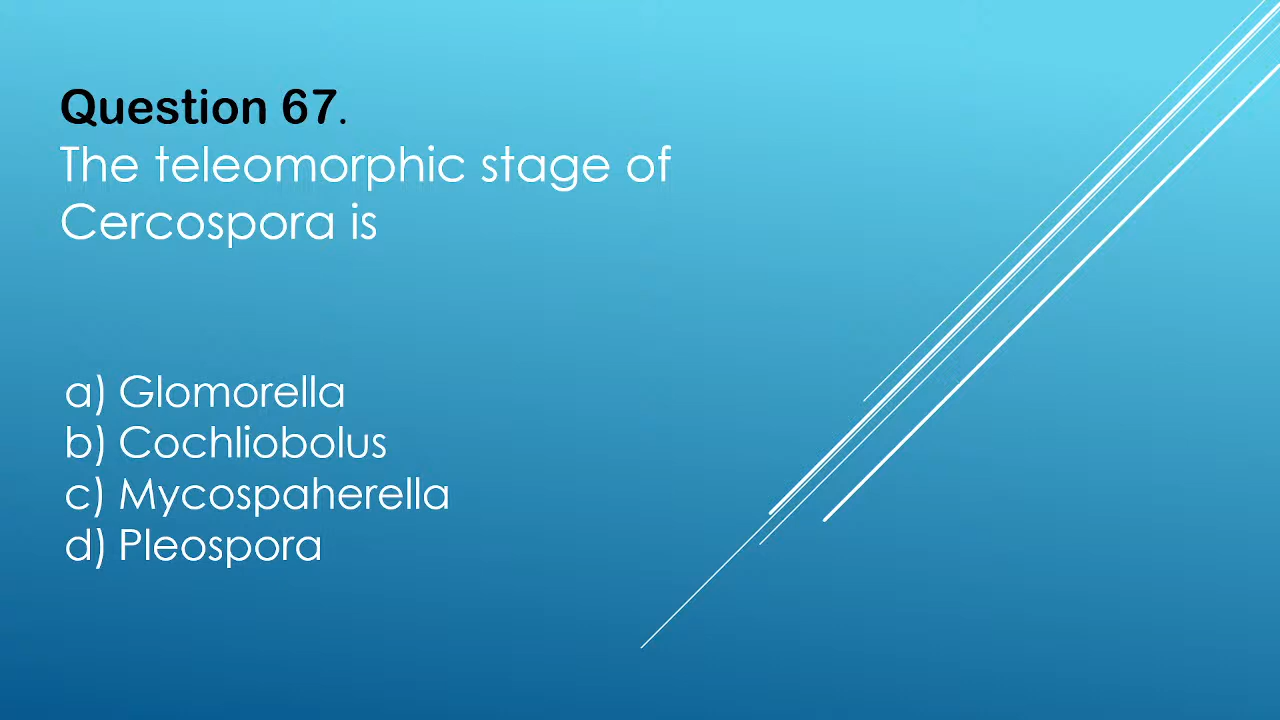 Question 67.
The teleomorphic stage of
Cercospora is
a) Glomorella
b) Cochliobolus
c) Mycospaherella
d) Pleospora